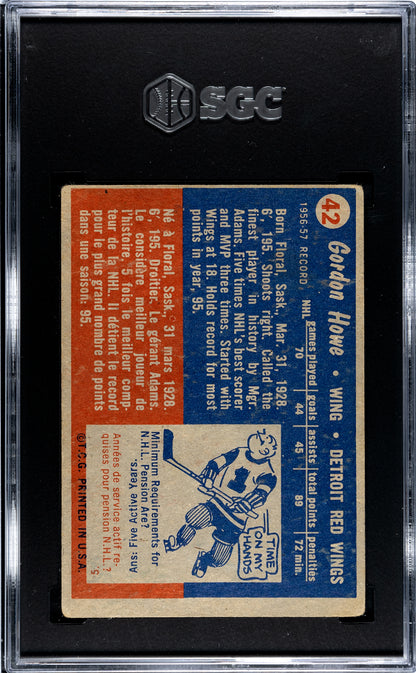 SGC
42 Gordon Howe • WING • DETROIT RED WINGS
1956-57 RECORD
games played goals assists total points penalties
NHL 70 44 45 89 72 min.
Born Floral, Sask., Mar. 31, 1928.
6', 195. Shoots right. Called the
finest player in history by Mgr
Adams. Five times NHL's best scorer
and MVP three times. Started with
Wings at 18. Holds record for most
points in year, 95.
Né à Floral, Sask., 31 mars 1928.
6', 195. Droitier. Le gérant Adams.
Le considère meilleur joueur de
l'histoire. 5 fois le meilleur comp-
teur de la NHL. Il détient le record
pour le plus grand nombre de points
dans une saison: 95.
TIME
ON MY
HANDS
Minimum Requirements for
N.H.L. Pension Are?
Ans: Five Active Years.
Années de service actif re-
quises pour pension N.H.L.?
5.
©T.C.G. PRINTED IN U.S.A.